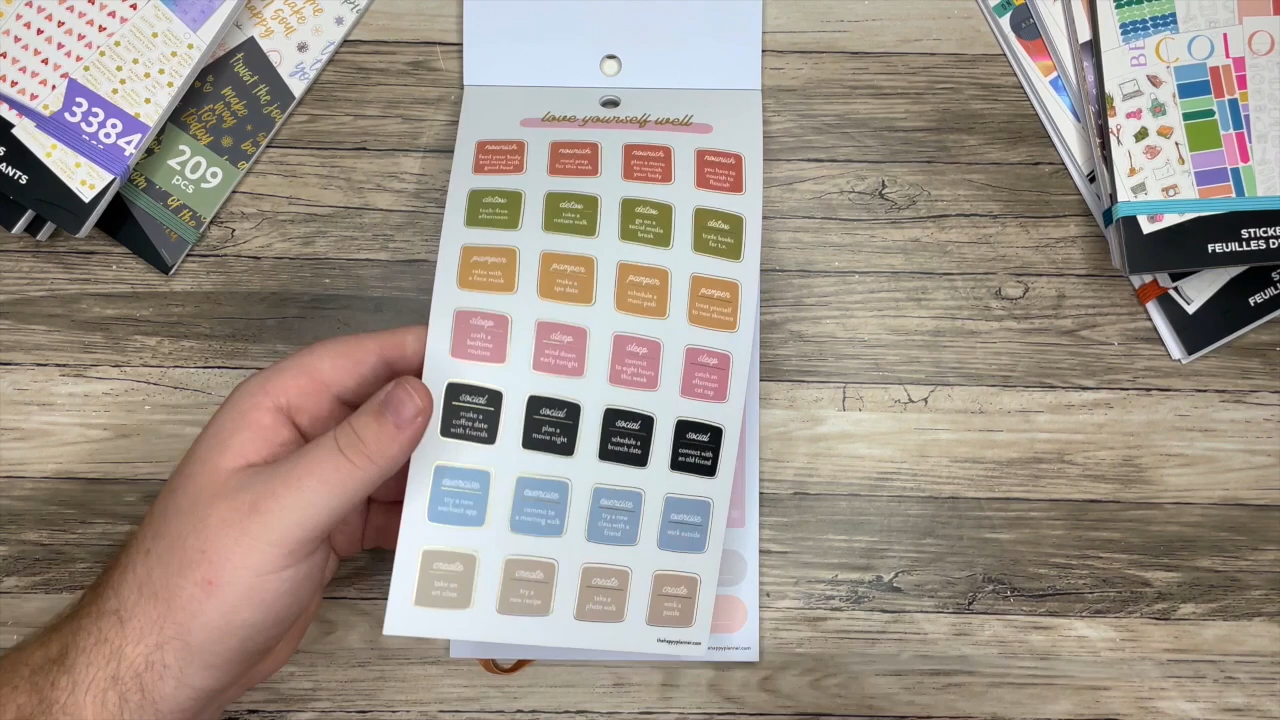 3384
209
pcs
trust the jou
make
way
for
today
ANTS
love yourself well
nourish
feed your body
and mind with
good food
nourish
meal prep
for this week
nourish
plan a menu
to nourish
your body
nourish
you have to
nourish to
flourish
detox
tech-free
afternoon
detox
take a
nature walk
detox
go on a
social media
break
detox
trade books
for t.v.
pamper
relax with
a face mask
pamper
make a
spa date
pamper
schedule a
mani-pedi
pamper
treat yourself
to new skincare
sleep
craft a
bedtime
routine
sleep
wind down
early tonight
sleep
commit
to eight hours
this week
sleep
catch an
afternoon
cat nap
social
make a
coffee date
with friends
social
plan a
movie night
social
schedule a
brunch date
social
connect with
an old friend
exercise
try a new
workout app
exercise
commit to
a morning walk
exercise
try a new
class with a
friend
exercise
work outside
create
take an
art class
create
try a
new recipe
create
take a
photo walk
create
work a
puzzle
thehappyplanner.com
happyplanner.com
COLO
STICKE
FEUILLES D'
FEUIL